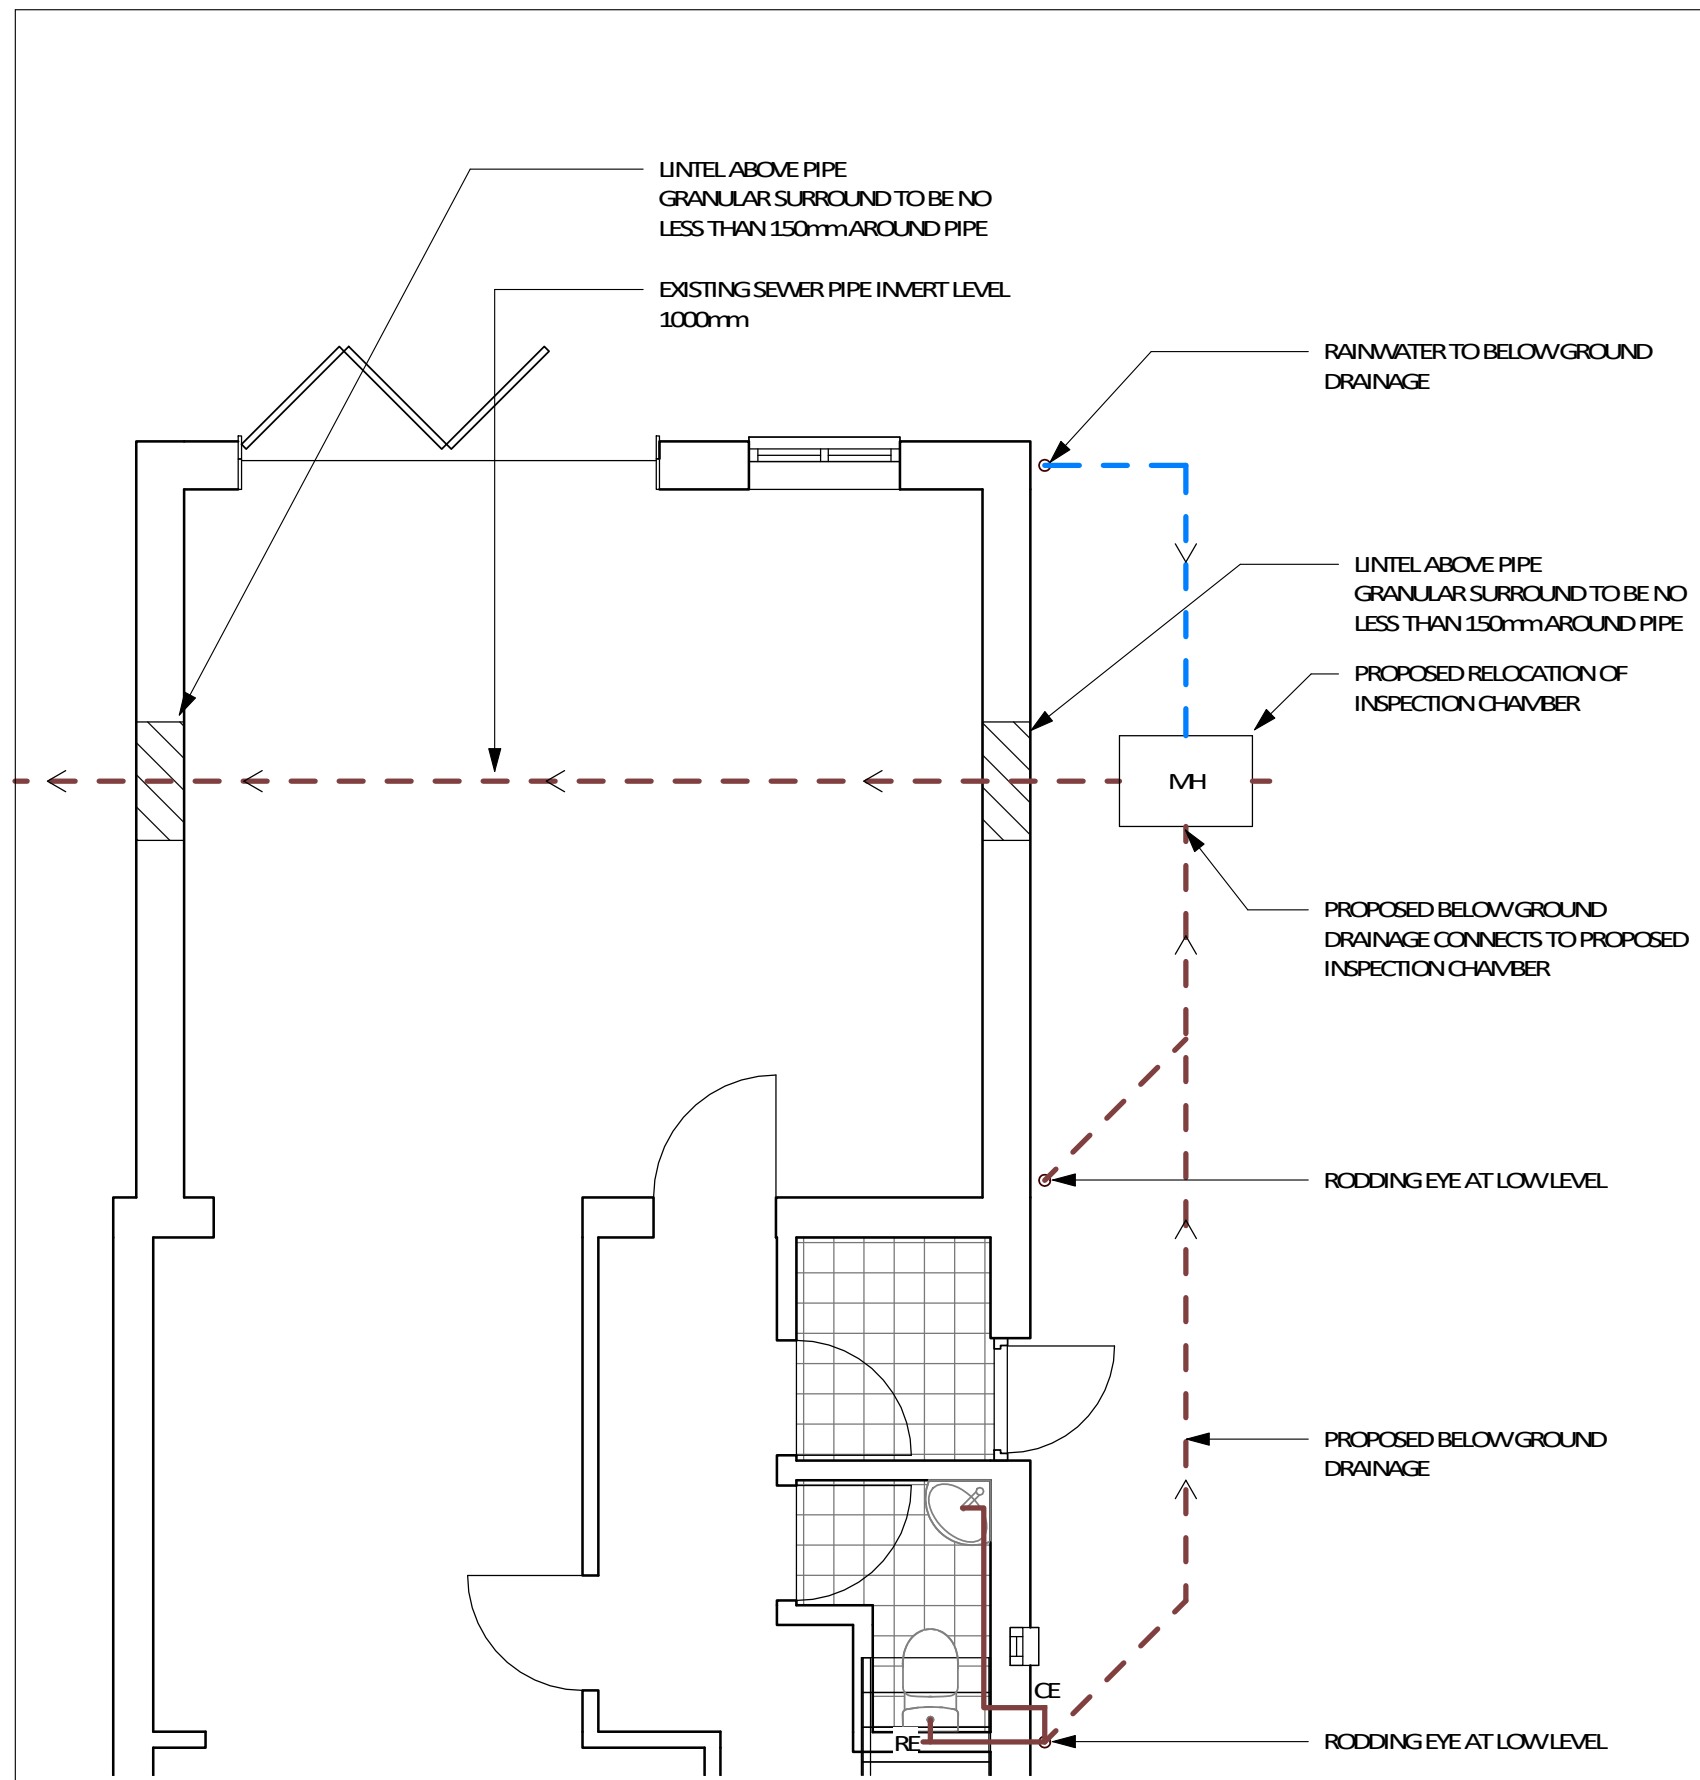 LINTEL ABOVE PIPE
GRANULAR SURROUND TO BE NO
LESS THAN 150mm AROUND PIPE
EXISTING SEWER PIPE INVERT LEVEL
1000mm
RAINWATER TO BELOW GROUND
DRAINAGE
LINTEL ABOVE PIPE
GRANULAR SURROUND TO BE NO
LESS THAN 150mm AROUND PIPE
PROPOSED RELOCATION OF
INSPECTION CHAMBER
MH
PROPOSED BELOW GROUND
DRAINAGE CONNECTS TO PROPOSED
INSPECTION CHAMBER
RODDING EYE AT LOW LEVEL
PROPOSED BELOW GROUND
DRAINAGE
CE
RE
RODDING EYE AT LOW LEVEL